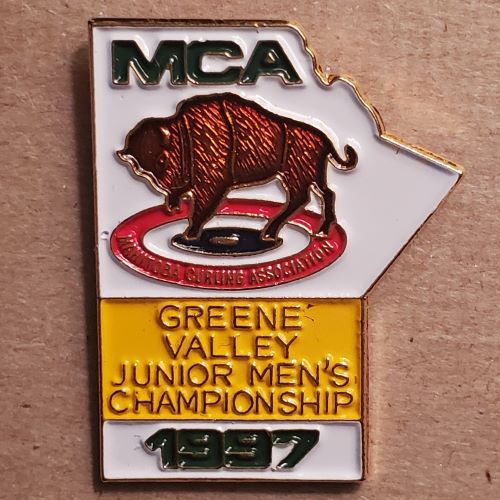 MCA
MANITOBA CURLING ASSOCIATION
GREENE
VALLEY
JUNIOR MEN'S
CHAMPIONSHIP
1997